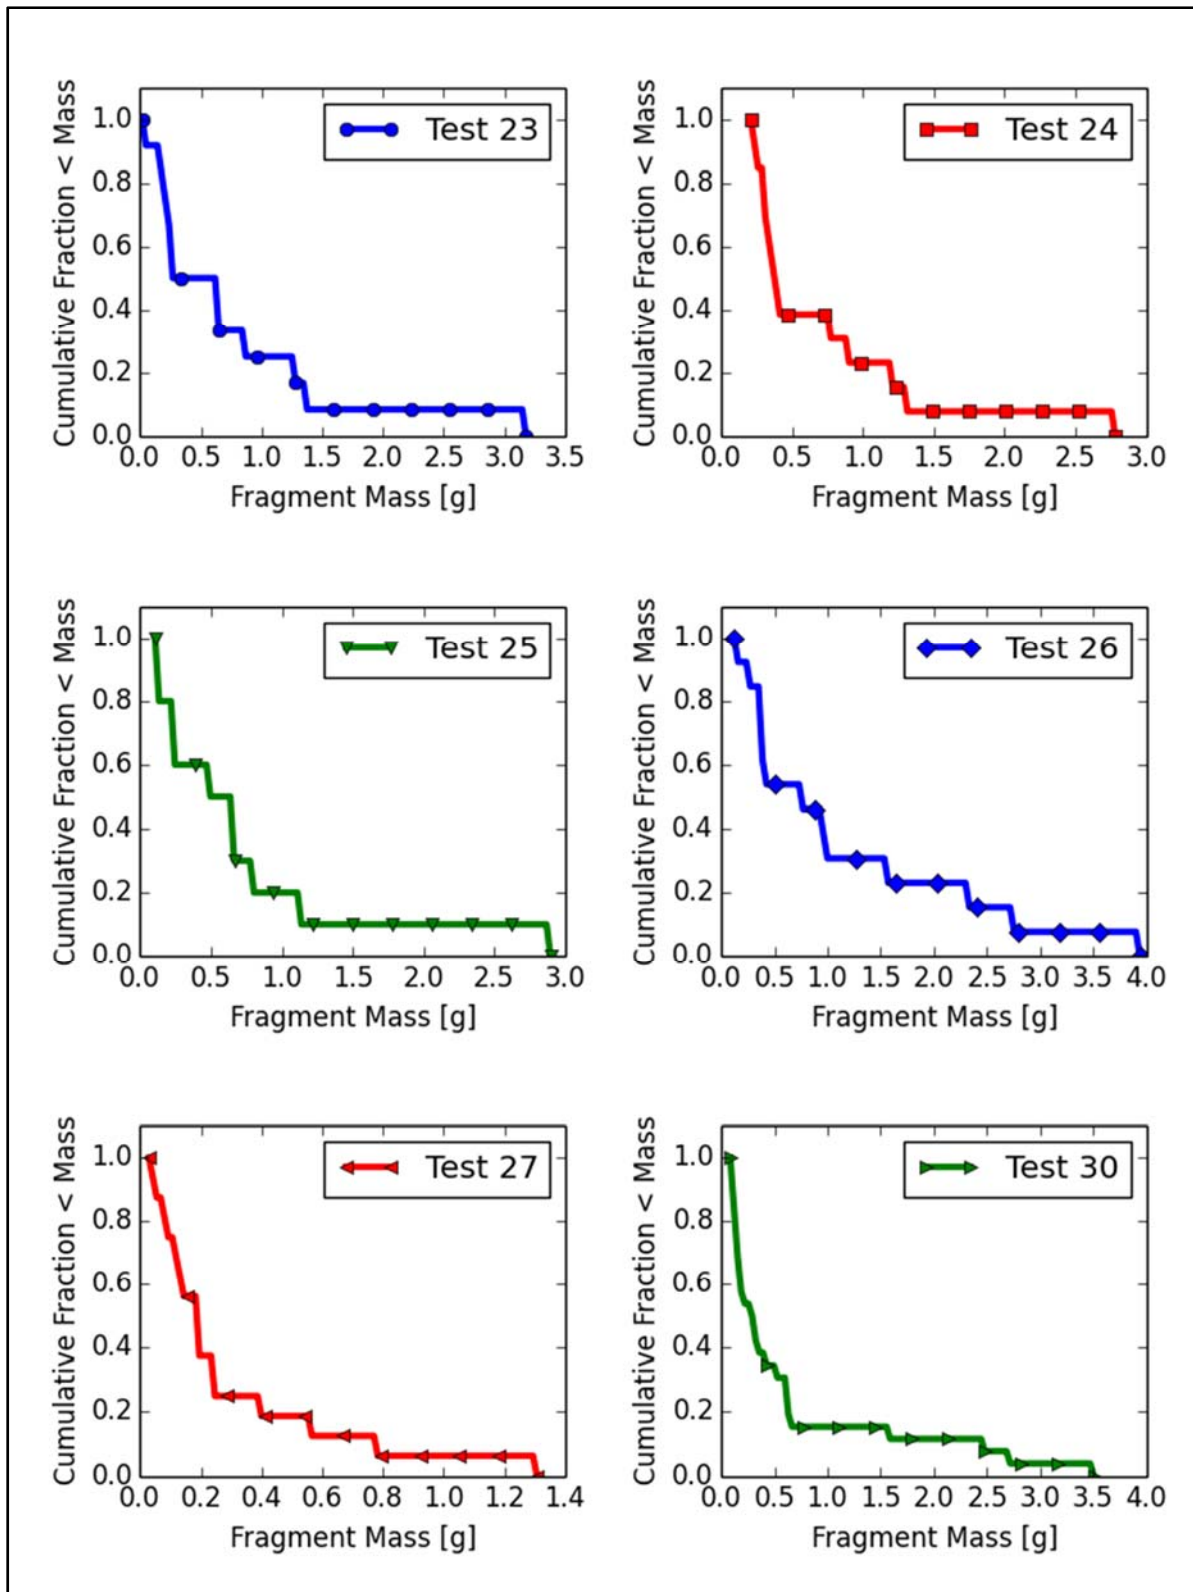 Cumulative Fraction < Mass
1.0
0.8
0.6
0.4
0.2
0.0
Test 23
0.0 0.5 1.0 1.5 2.0 2.5 3.0 3.5
Fragment Mass [g]
Cumulative Fraction < Mass
1.0
0.8
0.6
0.4
0.2
0.0
Test 24
0.0 0.5 1.0 1.5 2.0 2.5 3.0
Fragment Mass [g]
Cumulative Fraction < Mass
1.0
0.8
0.6
0.4
0.2
0.0
Test 25
0.0 0.5 1.0 1.5 2.0 2.5 3.0
Fragment Mass [g]
Cumulative Fraction < Mass
1.0
0.8
0.6
0.4
0.2
0.0
Test 26
0.0 0.5 1.0 1.5 2.0 2.5 3.0 3.5 4.0
Fragment Mass [g]
Cumulative Fraction < Mass
1.0
0.8
0.6
0.4
0.2
0.0
Test 27
0.0 0.2 0.4 0.6 0.8 1.0 1.2 1.4
Fragment Mass [g]
Cumulative Fraction < Mass
1.0
0.8
0.6
0.4
0.2
0.0
Test 30
0.0 0.5 1.0 1.5 2.0 2.5 3.0 3.5 4.0
Fragment Mass [g]